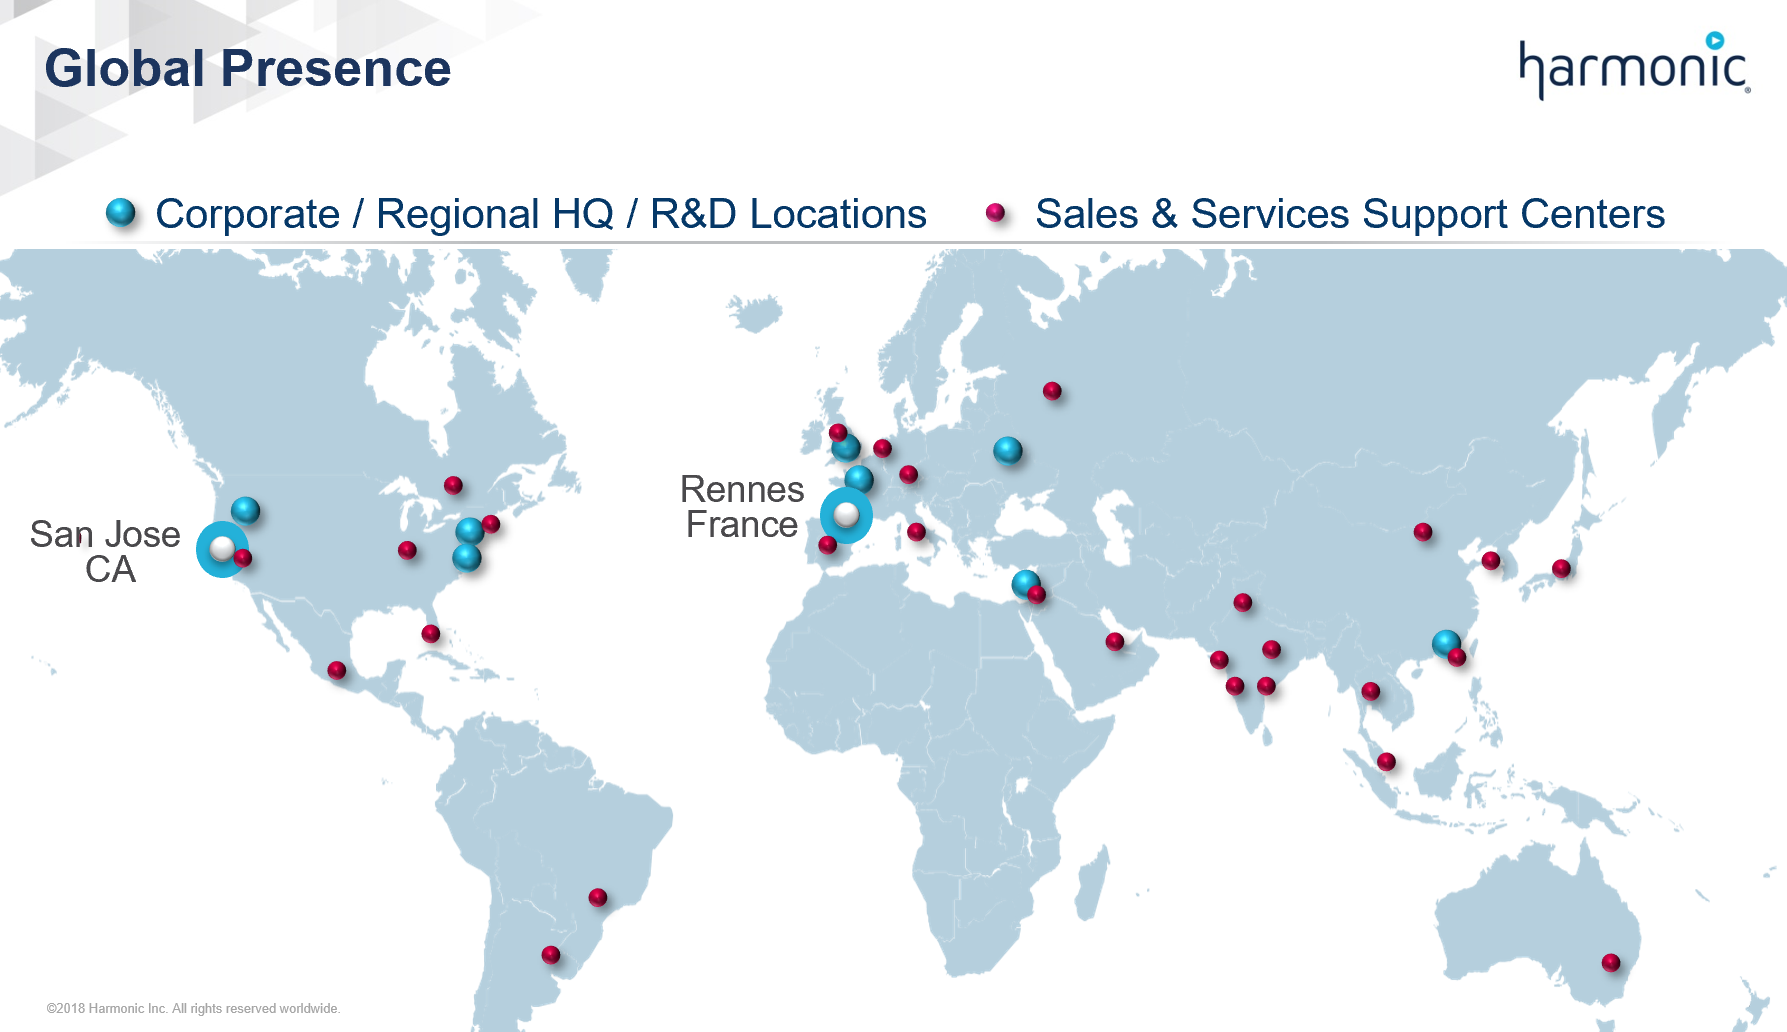 Global Presence
harmonic®
Corporate / Regional HQ / R&D Locations
Sales & Services Support Centers
Rennes
France
San Jose
CA
©2018 Harmonic Inc. All rights reserved worldwide.